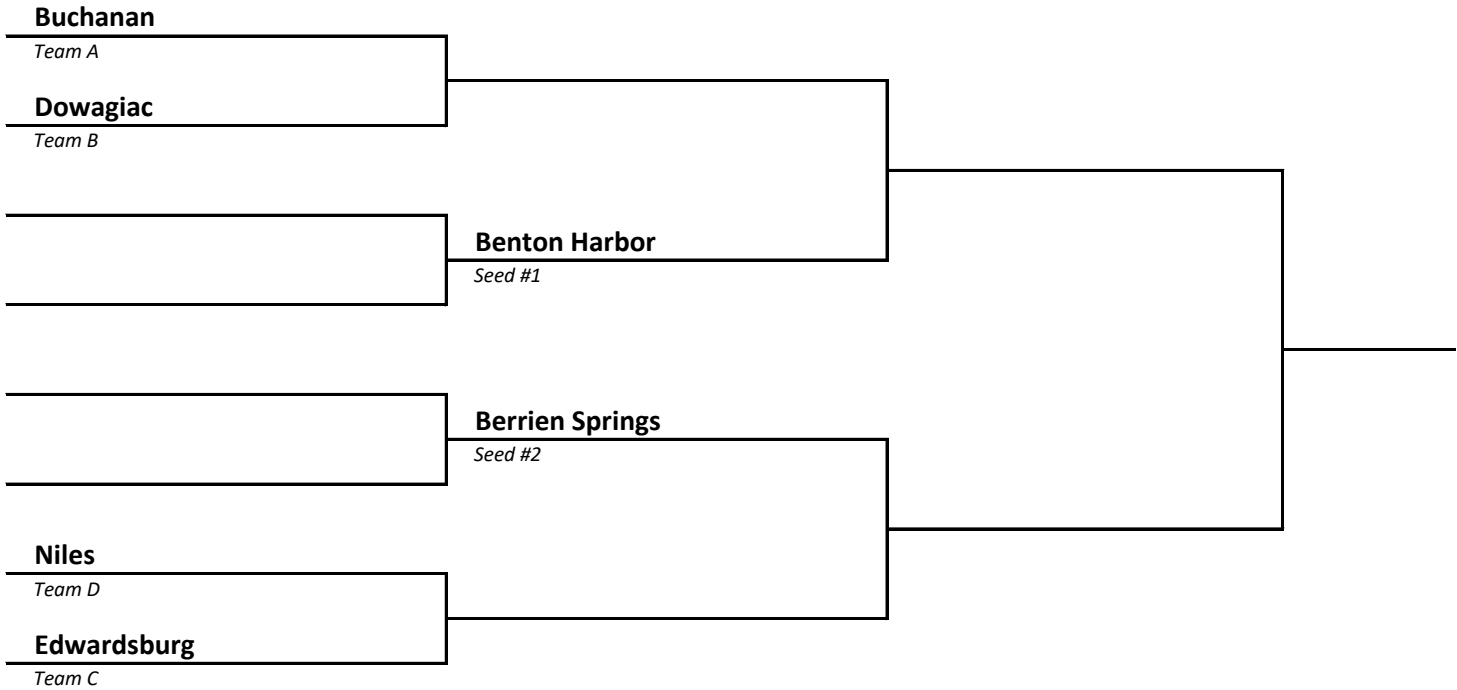 Buchanan
Team A
Dowagiac
Team B
Benton Harbor
Seed #1
Berrien Springs
Seed #2
Niles
Team D
Edwardsburg
Team C